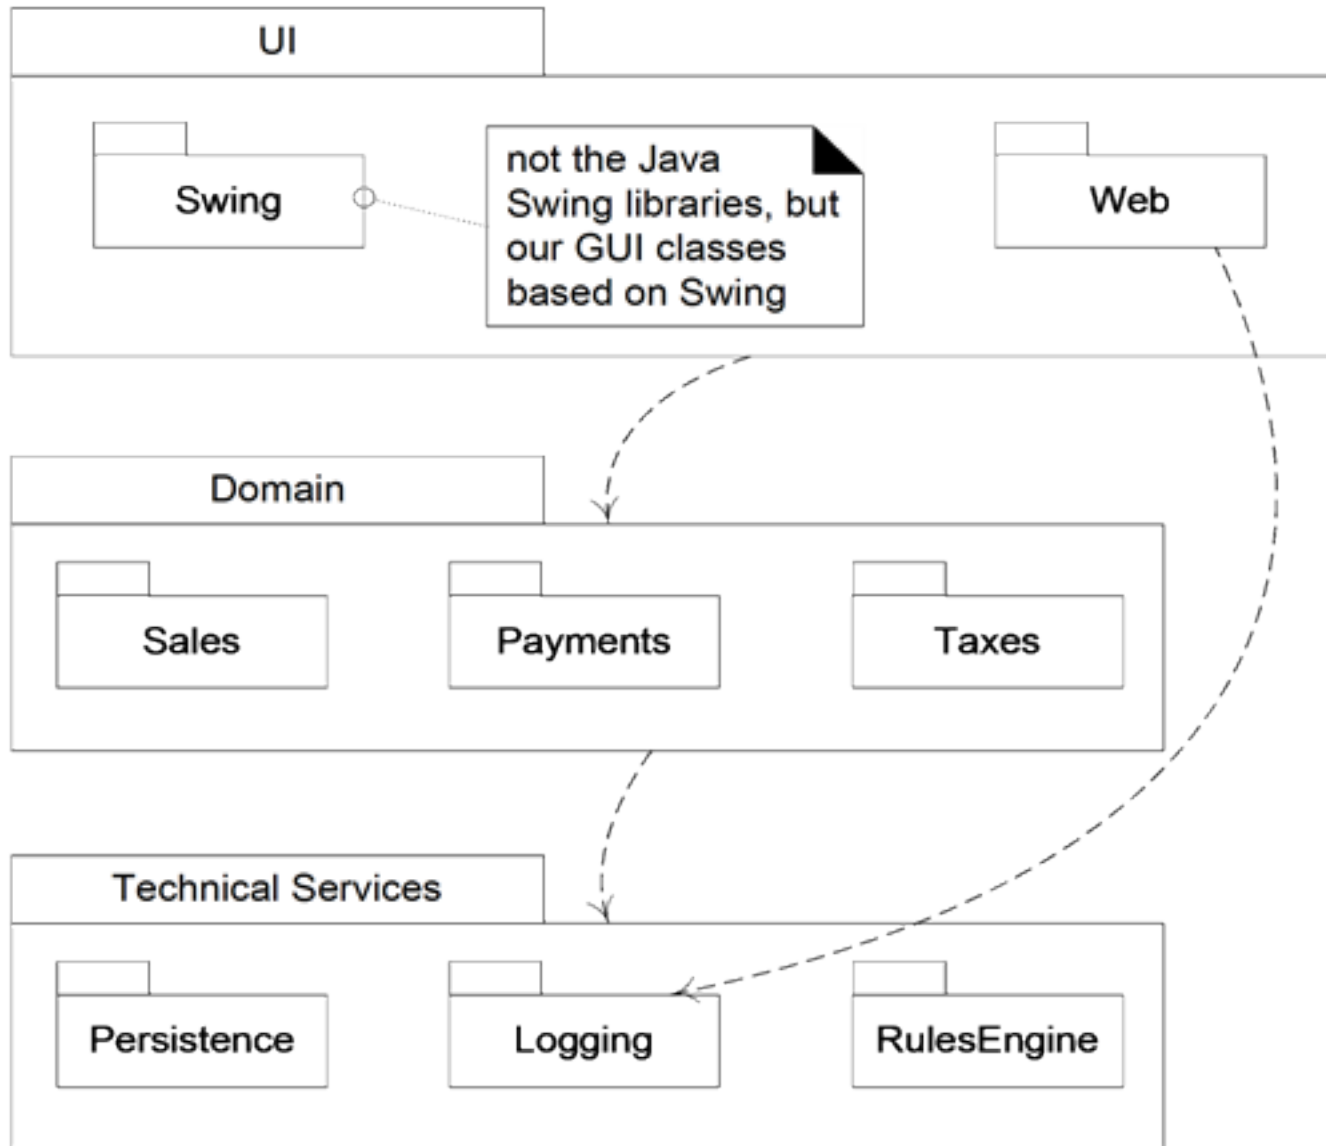 UI
Swing
not the Java
Swing libraries, but
our GUI classes
based on Swing
Web
Domain
Sales
Payments
Taxes
Technical Services
Persistence
Logging
RulesEngine